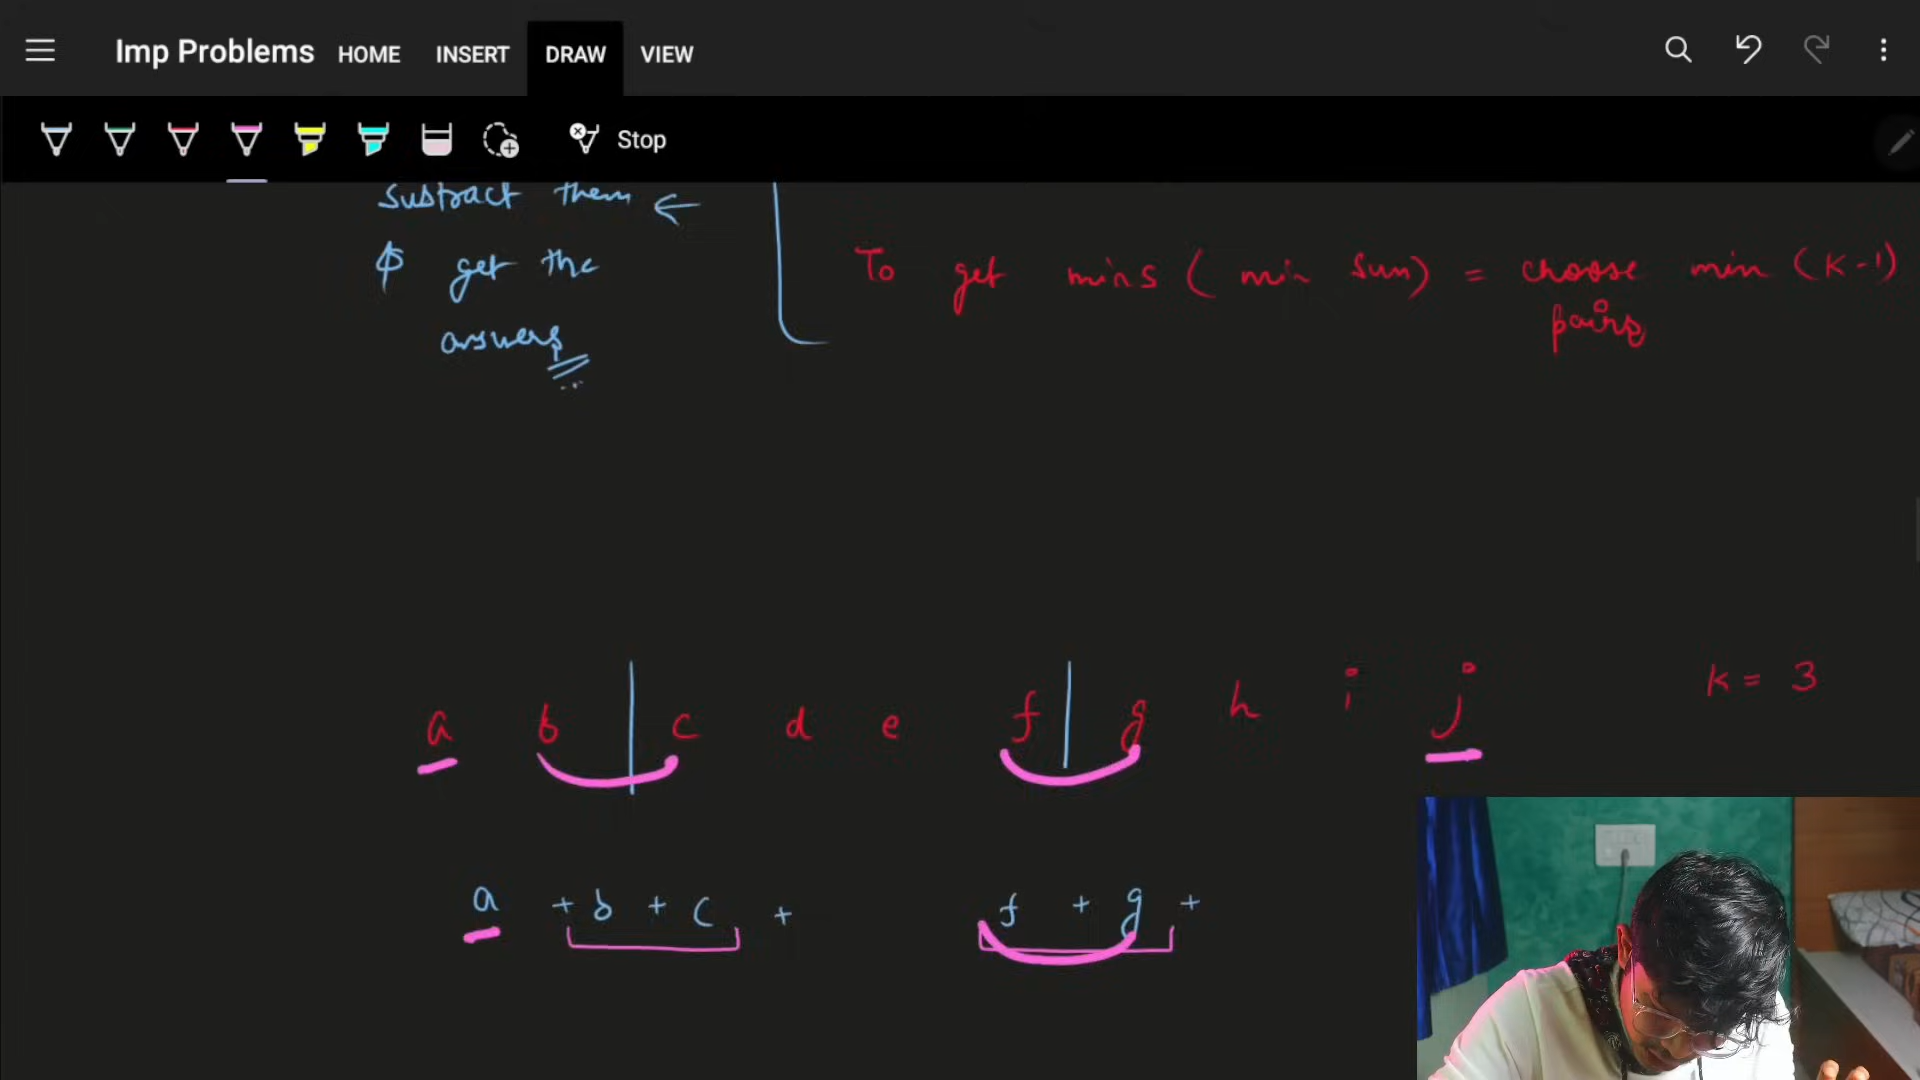 Imp Problems HOME INSERT DRAW VIEW
Stop
subtract them ←
get the
answers
To get mins ( min sum) = choose min (K-1)
pairs
a b | c d e f | g h i j K = 3
a + b + c + f + g +